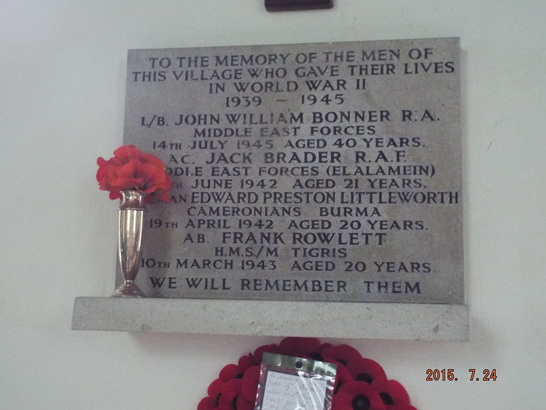 TO THE MEMORY OF THE MEN OF
THIS VILLAGE WHO GAVE THEIR LIVES
IN WORLD WAR II
1939 – 1945
L/B. JOHN WILLIAM BONNER R.A.
MIDDLE EAST FORCES
14TH JULY 1945 AGED 40 YEARS.
A.C. JACK BRADER R.A.F.
DDLE EAST FORCES (EL ALAMEIN)
JUNE 1942 AGED 21 YEARS.
EDWARD PRESTON LITTLEWORTH
CAMERONIANS BURMA
19TH APRIL 1942 AGED 20 YEARS.
AB. FRANK ROWLETT
H.M.S/M TIGRIS
10TH MARCH 1943 AGED 20 YEARS.
WE WILL REMEMBER THEM
2015. 7.24